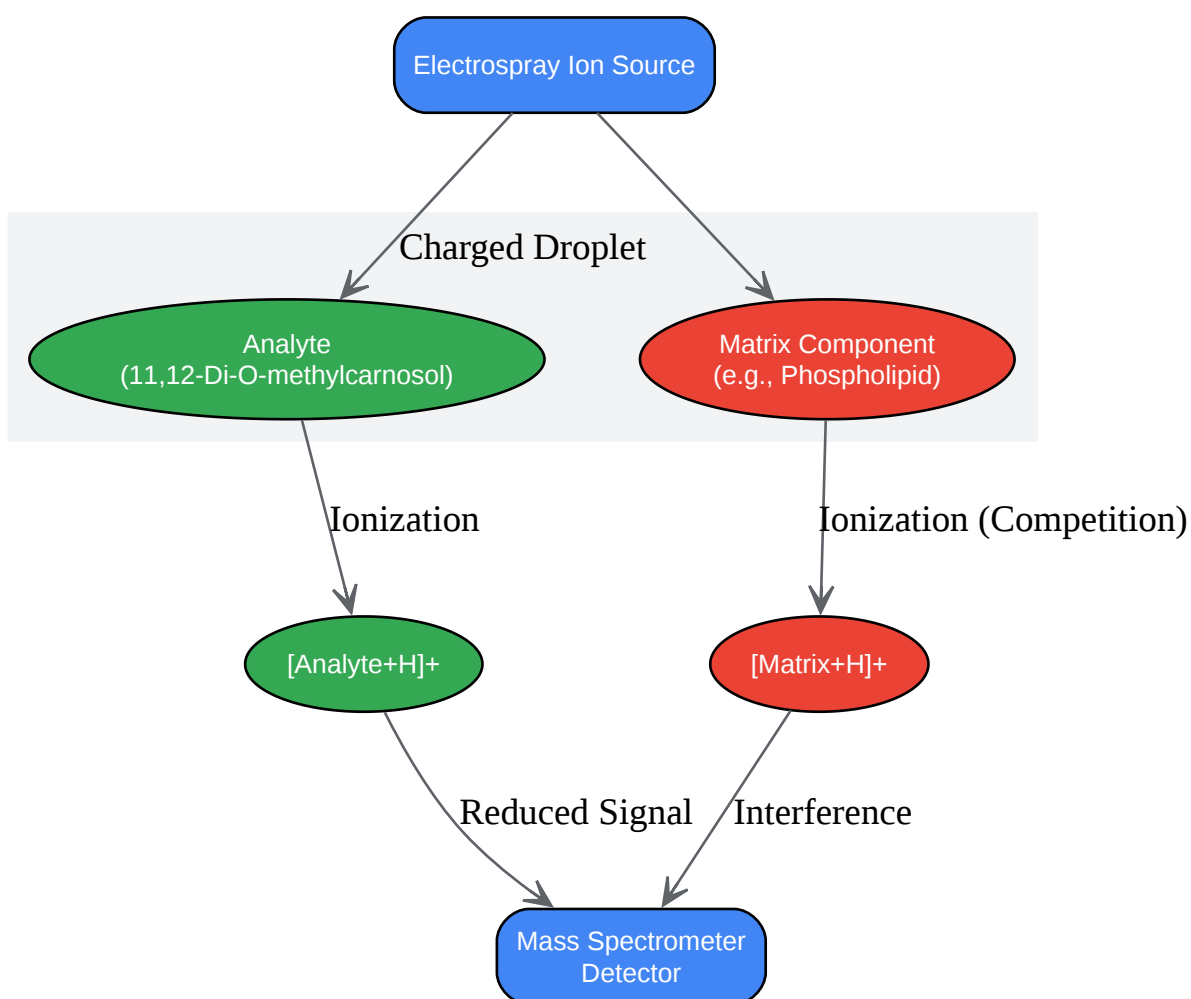 Electrospray Ion Source
Charged Droplet
Analyte
(11,12-Di-O-methylcarnosol)
Matrix Component
(e.g., Phospholipid)
Ionization
Ionization (Competition)
[Analyte+H]+
[Matrix+H]+
Reduced Signal
Interference
Mass Spectrometer
Detector